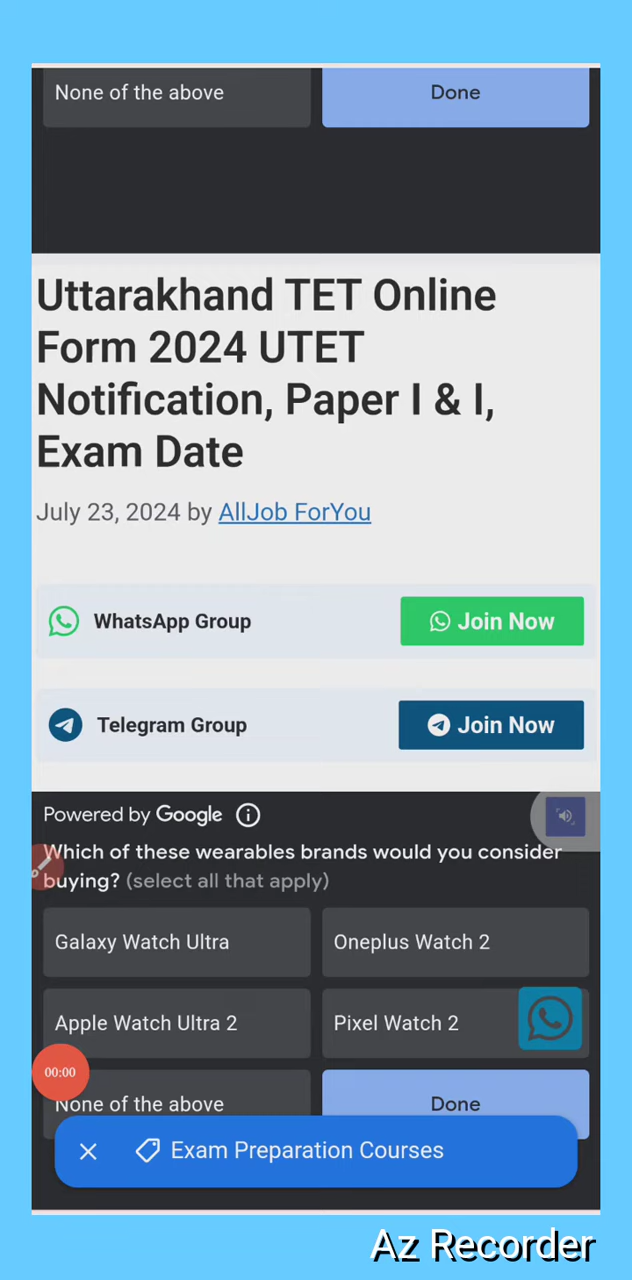 None of the above
Done
Uttarakhand TET Online
Form 2024 UTET
Notification, Paper I & I,
Exam Date
July 23, 2024 by AllJob ForYou
WhatsApp Group
Join Now
Telegram Group
Join Now
Powered by Google
Which of these wearables brands would you consider
buying? (select all that apply)
Galaxy Watch Ultra
Oneplus Watch 2
Apple Watch Ultra 2
Pixel Watch 2
00:00
None of the above
Done
Exam Preparation Courses
Az Recorder